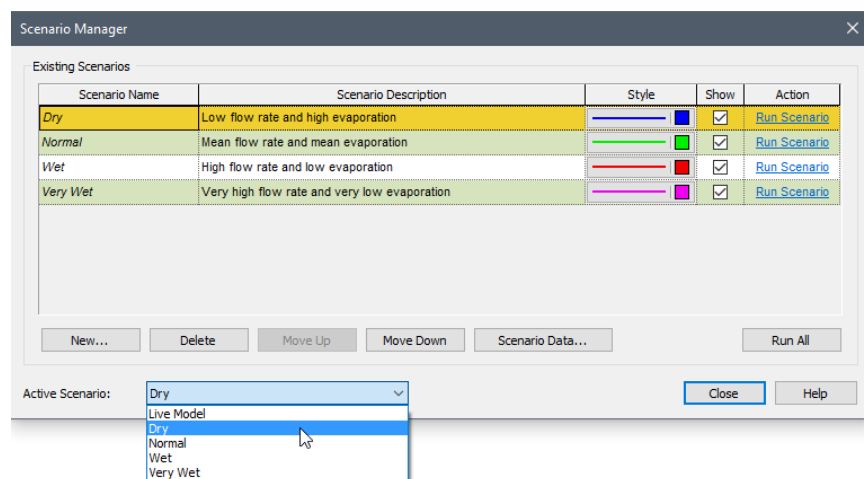 Scenario Manager
Existing Scenarios
Scenario Name Scenario Description Style Show Action
Dry Low flow rate and high evaporation Run Scenario
Normal Mean flow rate and mean evaporation Run Scenario
Wet High flow rate and low evaporation Run Scenario
Very Wet Very high flow rate and very low evaporation Run Scenario
New... Delete Move Up Move Down Scenario Data... Run All
Active Scenario: Dry Close Help
Live Model
Dry
Normal
Wet
Very Wet